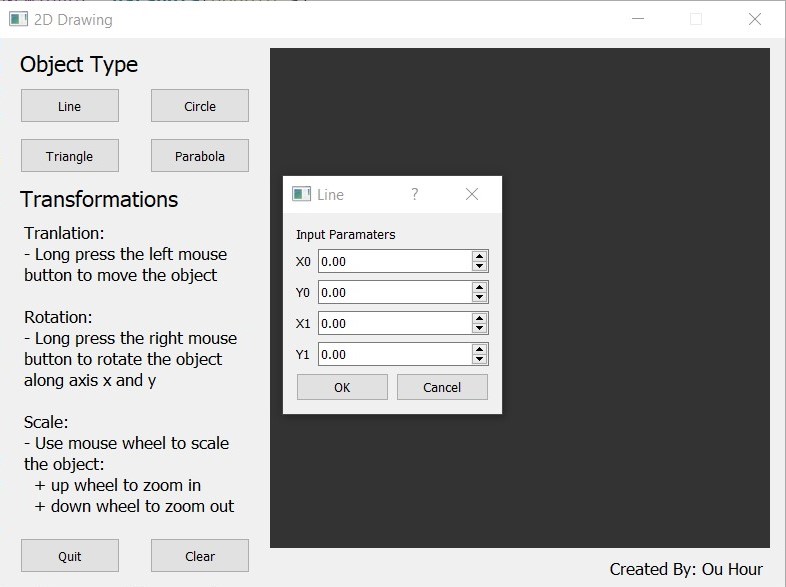 2D Drawing
Object Type
Line
Circle
Triangle
Parabola
Transformations
Tranlation:
- Long press the left mouse
button to move the object
Rotation:
- Long press the right mouse
button to rotate the object
along axis x and y
Scale:
- Use mouse wheel to scale
the object:
+ up wheel to zoom in
+ down wheel to zoom out
Quit
Clear
Line ?
Input Paramaters
X0 0.00
Y0 0.00
X1 0.00
Y1 0.00
OK
Cancel
Created By: Ou Hour